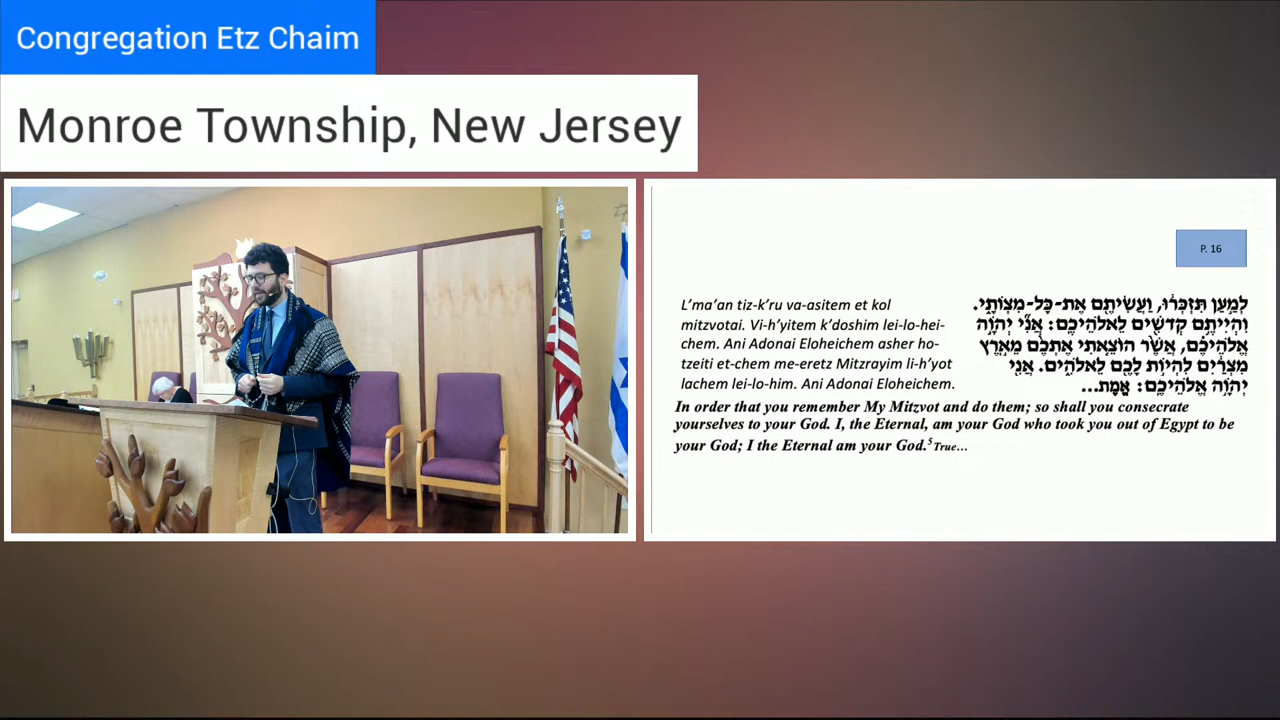 Congregation Etz Chaim
Monroe Township, New Jersey
P. 16
L'ma'an tiz-k'ru va-asitem et kol
mitzvotai. Vi-h'yitem k'doshim lei-lo-hei-
chem. Ani Adonai Eloheichem asher ho-
tzeiti et-chem me-eretz Mitzrayim li-h'yot
lachem lei-lo-him. Ani Adonai Eloheichem.
לְמַֽעַן תִּזְכְּרוּ, וַעֲשִׂיתֶם אֶת־כׇּל־מִצְוֹתָי.
וִהְיִיתֶם קְדֹשִׁים לֵאלֹהֵיכֶם: אֲנִי יְהֹוָה
אֱלֹהֵיכֶם, אֲשֶׁר הוֹצֵאתִי אֶתְכֶם מֵאֶרֶץ
מִצְרַיִם לִהְיוֹת לָכֶם לֵאלֹהִים. אֲנִי
יְהֹוָה אֱלֹהֵיכֶם: אֱמֶת...
In order that you remember My Mitzvot and do them; so shall you consecrate
yourselves to your God. I, the Eternal, am your God who took you out of Egypt to be
your God; I the Eternal am your God.⁵ True...